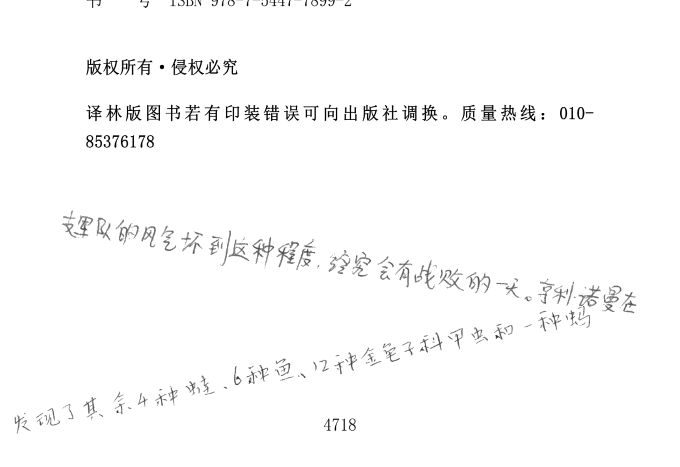 书 号 ISBN 978-7-5447-7899-2
版权所有·侵权必究
译林版图书若有印装错误可向出版社调换。质量热线：010-
85376178
球队的风气坏到这种程度，终究会有战败的一天。亨利·诺曼在
发现了其余4种蛙、6种鱼、12种金龟子科甲虫和一种蚂
4718